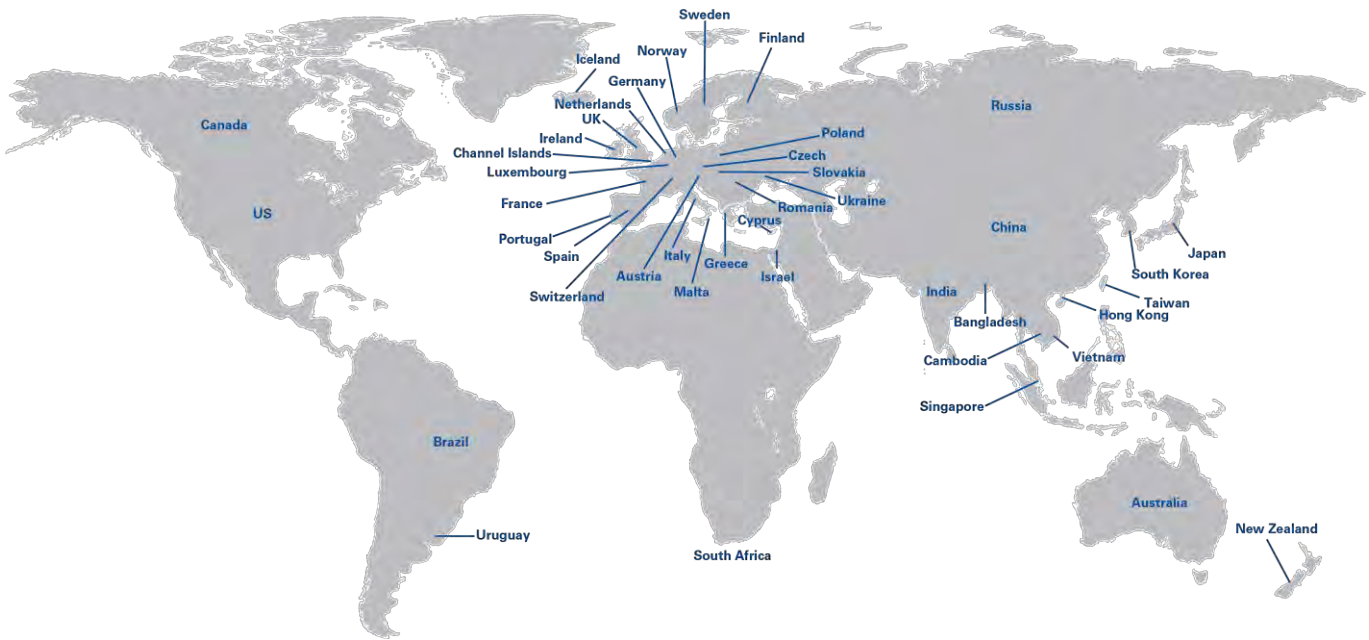 Sweden
Finland
Norway
Iceland
Germany
Netherlands
UK
Russia
Canada
Poland
Ireland
Channel Islands
Czech
Luxembourg
Slovakia
Ukraine
France
Romania
US
Cyprus
China
Portugal
Spain
Italy
Greece
Japan
Austria
Israel
South Korea
Malta
Switzerland
India
Taiwan
Hong Kong
Bangladesh
Cambodia
Vietnam
Singapore
Brazil
Australia
New Zealand
Uruguay
South Africa